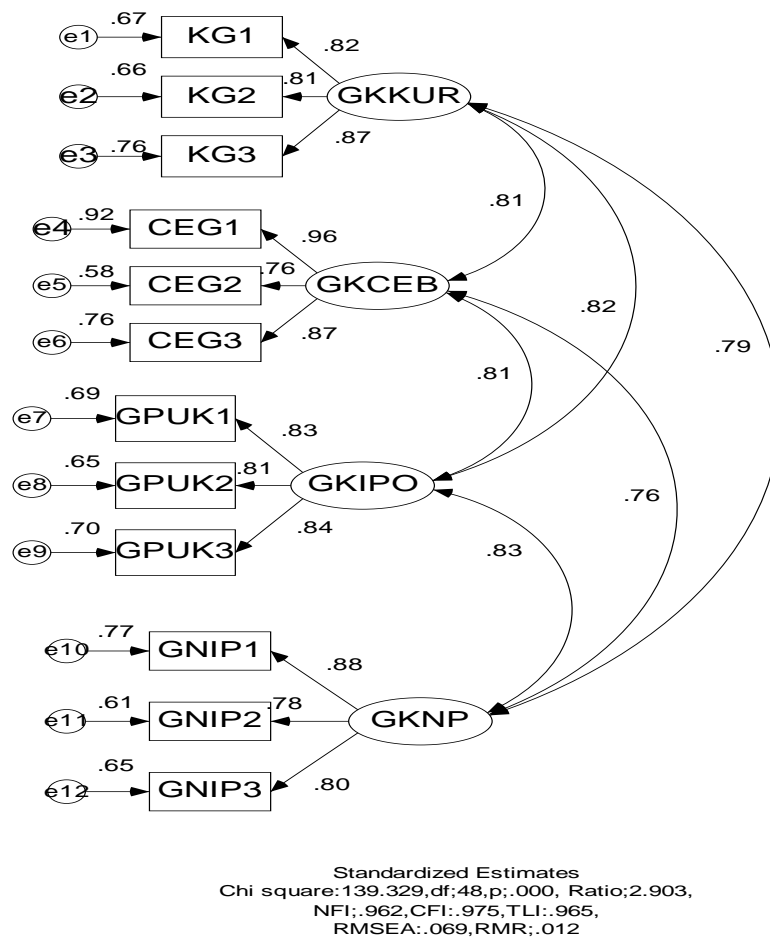 .67
e1
KG1
.82
.66
e2
KG2
.81
GKKUR
.76
e3
KG3
.87
.81
.92
e4
CEG1
.96
.58
e5
CEG2
.76
GKCEB
.76
e6
CEG3
.87
.82
.79
.81
.69
e7
GPUK1
.83
.65
e8
GPUK2
.81
GKIPO
.76
.70
e9
GPUK3
.84
.83
.77
e10
GNIP1
.88
.61
e11
GNIP2
.78
GKNP
.65
e12
GNIP3
.80
Standardized Estimates
Chi square:139.329,df;48,p;.000, Ratio;2.903,
NFI;.962,CFI:.975,TLI:.965,
RMSEA:.069,RMR;.012